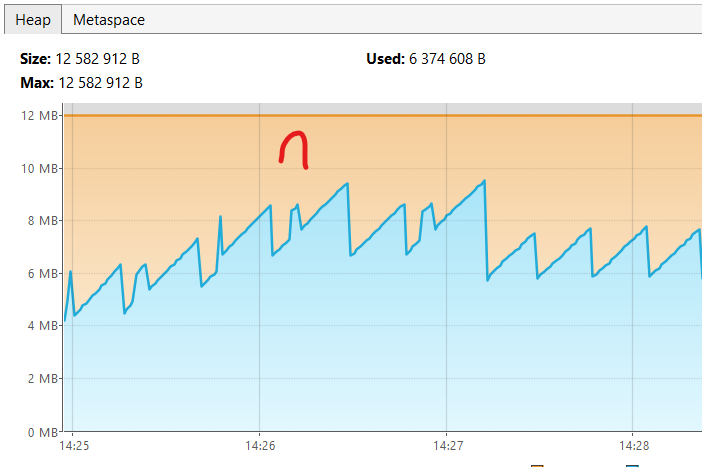 Heap Metaspace
Size: 12 582 912 B Used: 6 374 608 B
Max: 12 582 912 B
12 MB
10 MB
8 MB
6 MB
4 MB
2 MB
0 MB
14:25 14:26 14:27 14:28